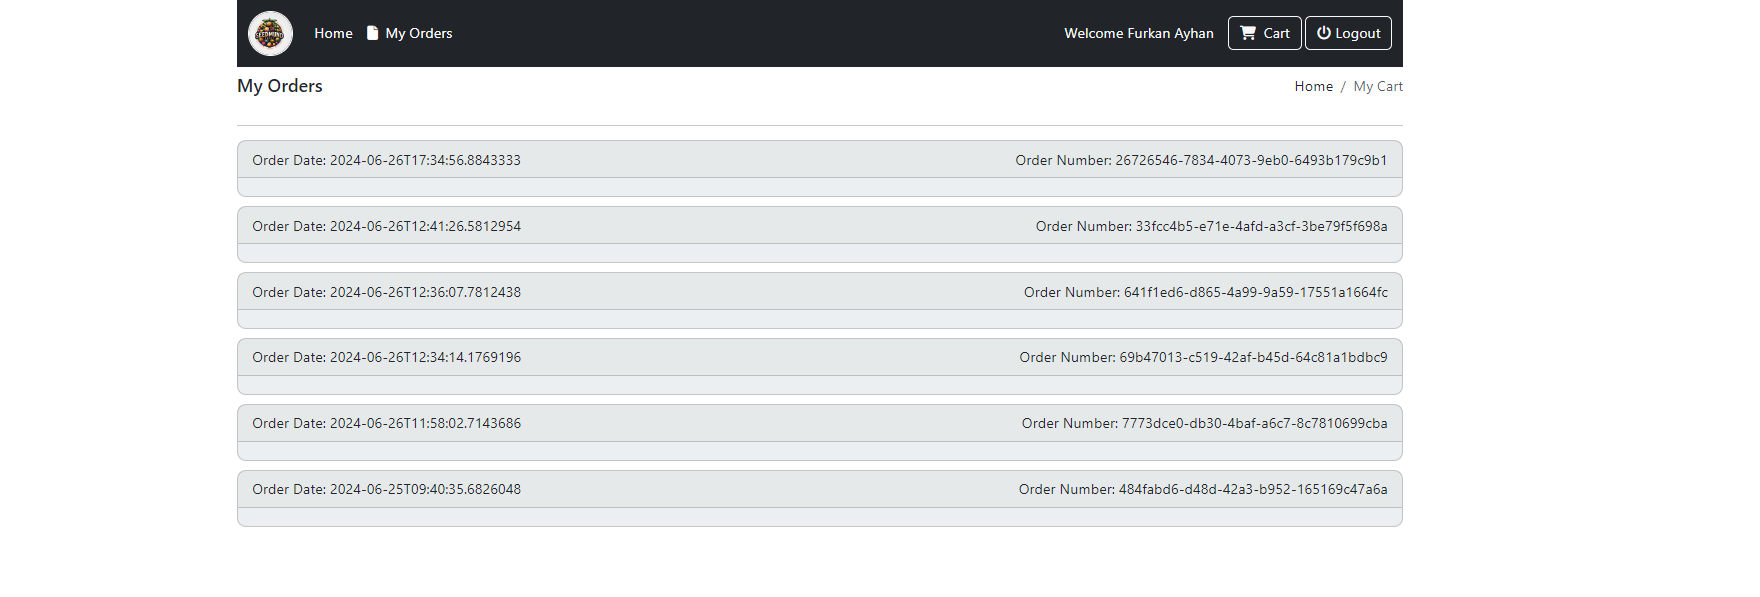 SEEDMUND
Home My Orders Welcome Furkan Ayhan Cart Logout
My Orders Home / My Cart
Order Date: 2024-06-26T17:34:56.8843333 Order Number: 26726546-7834-4073-9eb0-6493b179c9b1
Order Date: 2024-06-26T12:41:26.5812954 Order Number: 33fcc4b5-e71e-4afd-a3cf-3be79f5f698a
Order Date: 2024-06-26T12:36:07.7812438 Order Number: 641f1ed6-d865-4a99-9a59-17551a1664fc
Order Date: 2024-06-26T12:34:14.1769196 Order Number: 69b47013-c519-42af-b45d-64c81a1bdbc9
Order Date: 2024-06-26T11:58:02.7143686 Order Number: 7773dce0-db30-4baf-a6c7-8c7810699cba
Order Date: 2024-06-25T09:40:35.6826048 Order Number: 484fabd6-d48d-42a3-b952-165169c47a6a